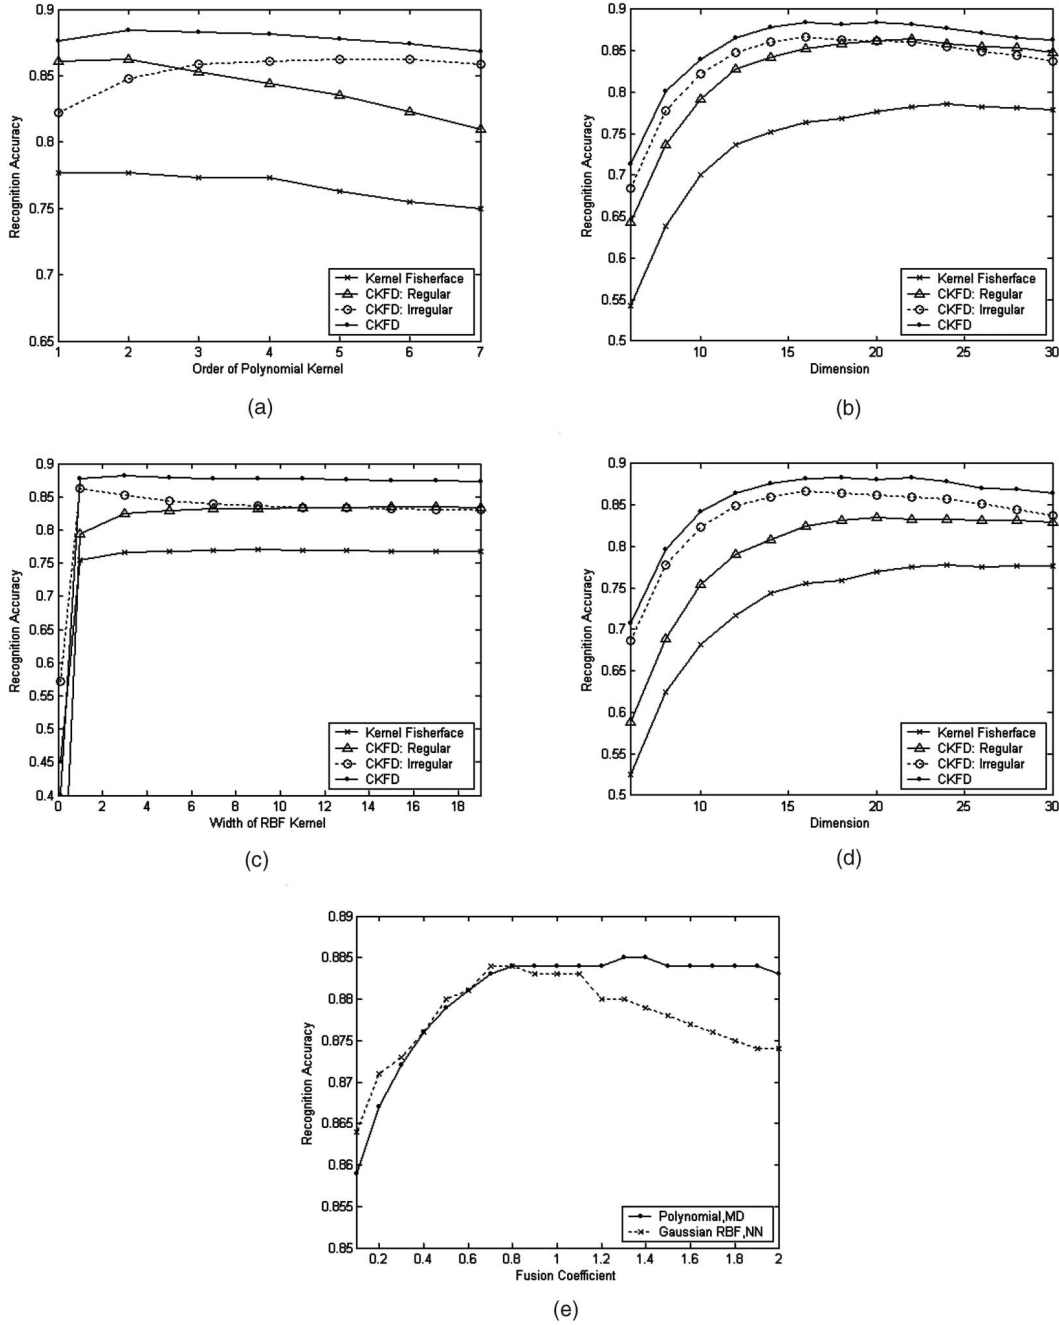 0.9
0.85
0.8
0.75
0.7
0.65
Recognition Accuracy
1 2 3 4 5 6 7
Order of Polynomial Kernel
Kernel Fisherface
CKFD: Regular
CKFD: Irregular
CKFD
(a)
0.9
0.85
0.8
0.75
0.7
0.65
0.6
0.55
0.5
Recognition Accuracy
10 15 20 25 30
Dimension
Kernel Fisherface
CKFD: Regular
CKFD: Irregular
CKFD
(b)
0.9
0.85
0.8
0.75
0.7
0.65
0.6
0.55
0.5
0.45
0.4
Recognition Accuracy
0 2 4 6 8 10 12 14 16 18
Width of RBF Kernel
Kernel Fisherface
CKFD: Regular
CKFD: Irregular
CKFD
(c)
0.9
0.85
0.8
0.75
0.7
0.65
0.6
0.55
0.5
Recognition Accuracy
10 15 20 25 30
Dimension
Kernel Fisherface
CKFD: Regular
CKFD: Irregular
CKFD
(d)
0.89
0.885
0.88
0.875
0.87
0.865
0.86
0.855
0.85
Recognition Accuracy
0.2 0.4 0.6 0.8 1 1.2 1.4 1.6 1.8 2
Fusion Coefficient
Polynomial,MD
Gaussian RBF,NN
(e)